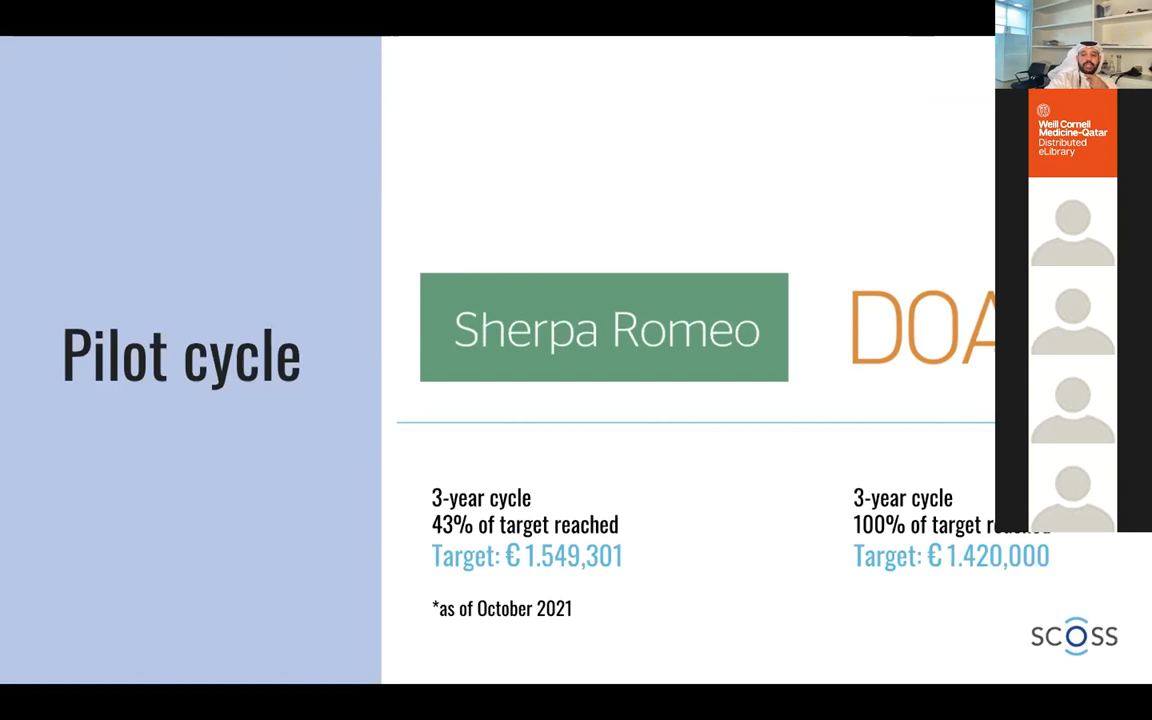 Pilot cycle
Sherpa Romeo
DOA
3-year cycle
43% of target reached
Target: € 1.549,301
*as of October 2021
3-year cycle
100% of target
Target: € 1.420,000
SCOSS
Weill Cornell
Medicine-Qatar
Distributed
eLibrary